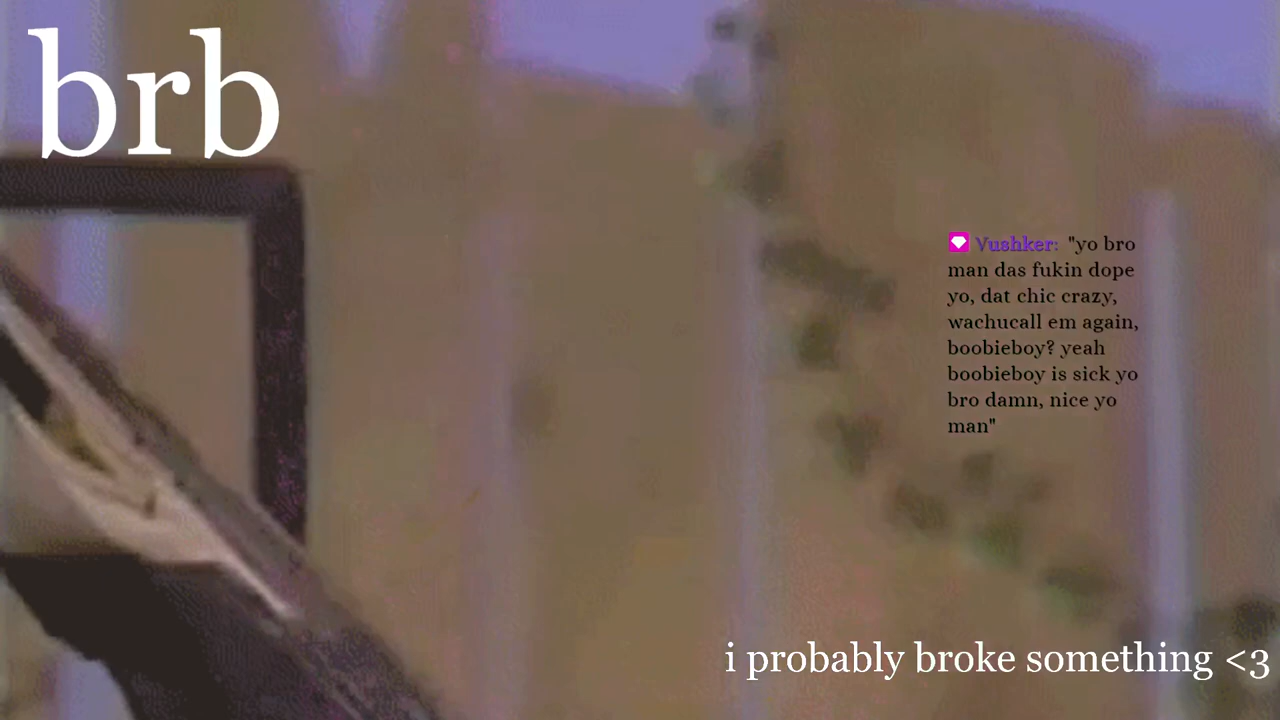 brb
Vushker: "yo bro
man das fukin dope
yo, dat chic crazy,
wachucall em again,
boobieboy? yeah
boobieboy is sick yo
bro damn, nice yo
man"
i probably broke something <3